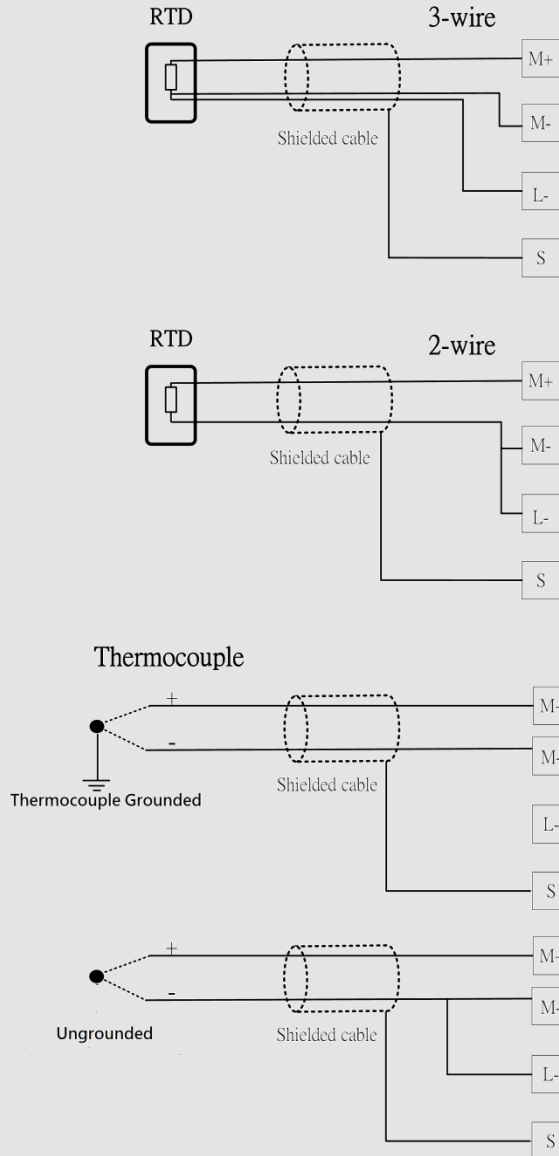 RTD 3-wire
M+
M-
Shielded cable
L-
S
RTD 2-wire
M+
M-
Shielded cable
L-
S
Thermocouple
+
M-
-
M-
Shielded cable
Thermocouple Grounded
L-
S
+
M-
-
M-
Ungrounded
Shielded cable
L-
S